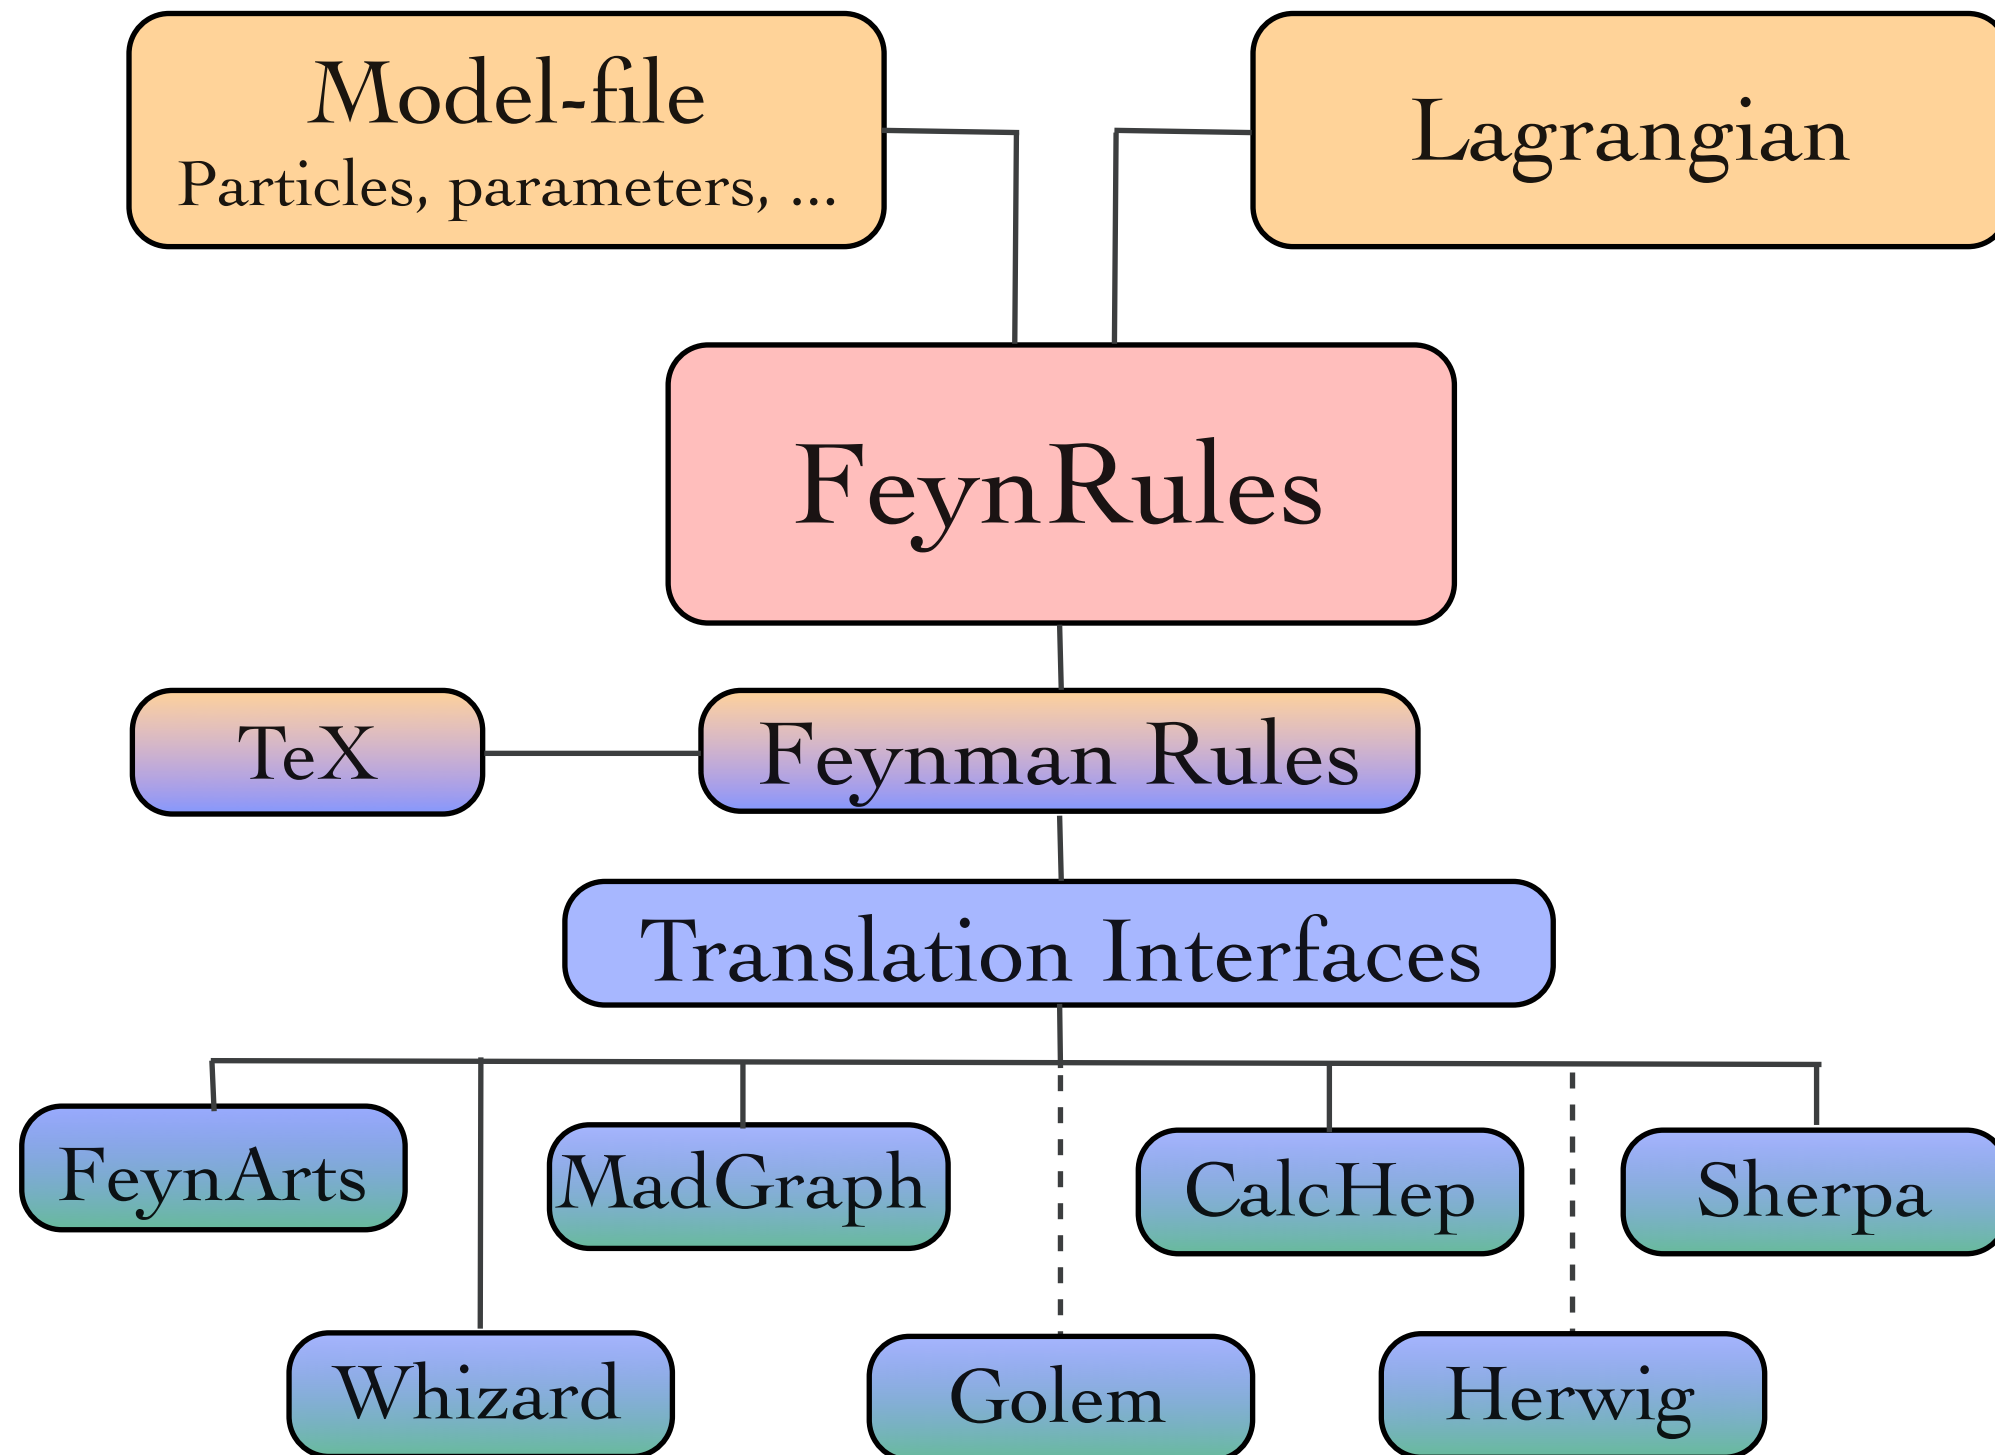 Model-file
Particles, parameters, ...
Lagrangian
FeynRules
TeX
Feynman Rules
Translation Interfaces
FeynArts
MadGraph
CalcHep
Sherpa
Whizard
Golem
Herwig